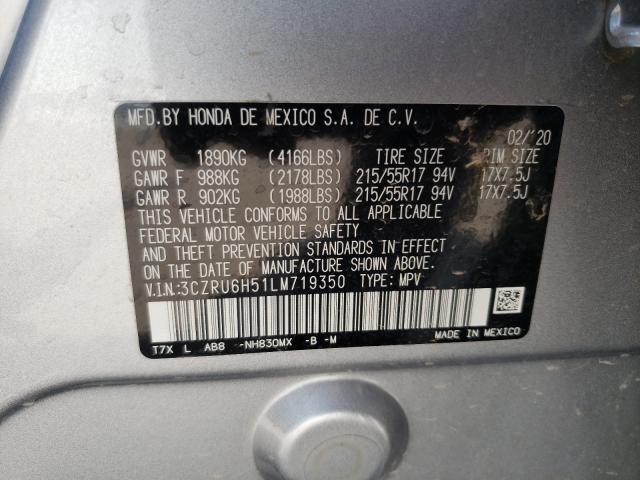 MFD.BY HONDA DE MEXICO S.A. DE C.V.
02/'20
GVWR 1890KG (4166LBS) TIRE SIZE RIM SIZE
GAWR F 988KG (2178LBS) 215/55R17 94V 17X7.5J
GAWR R 902KG (1988LBS) 215/55R17 94V 17X7.5J
THIS VEHICLE CONFORMS TO ALL APPLICABLE
FEDERAL MOTOR VEHICLE SAFETY
AND THEFT PREVENTION STANDARDS IN EFFECT
ON THE DATE OF MANUFACTURE SHOWN ABOVE.
V.I.N.:3CZRU6H51LM719350 TYPE: MPV
T7X L AB8 -NH830MX -B -M
MADE IN MEXICO